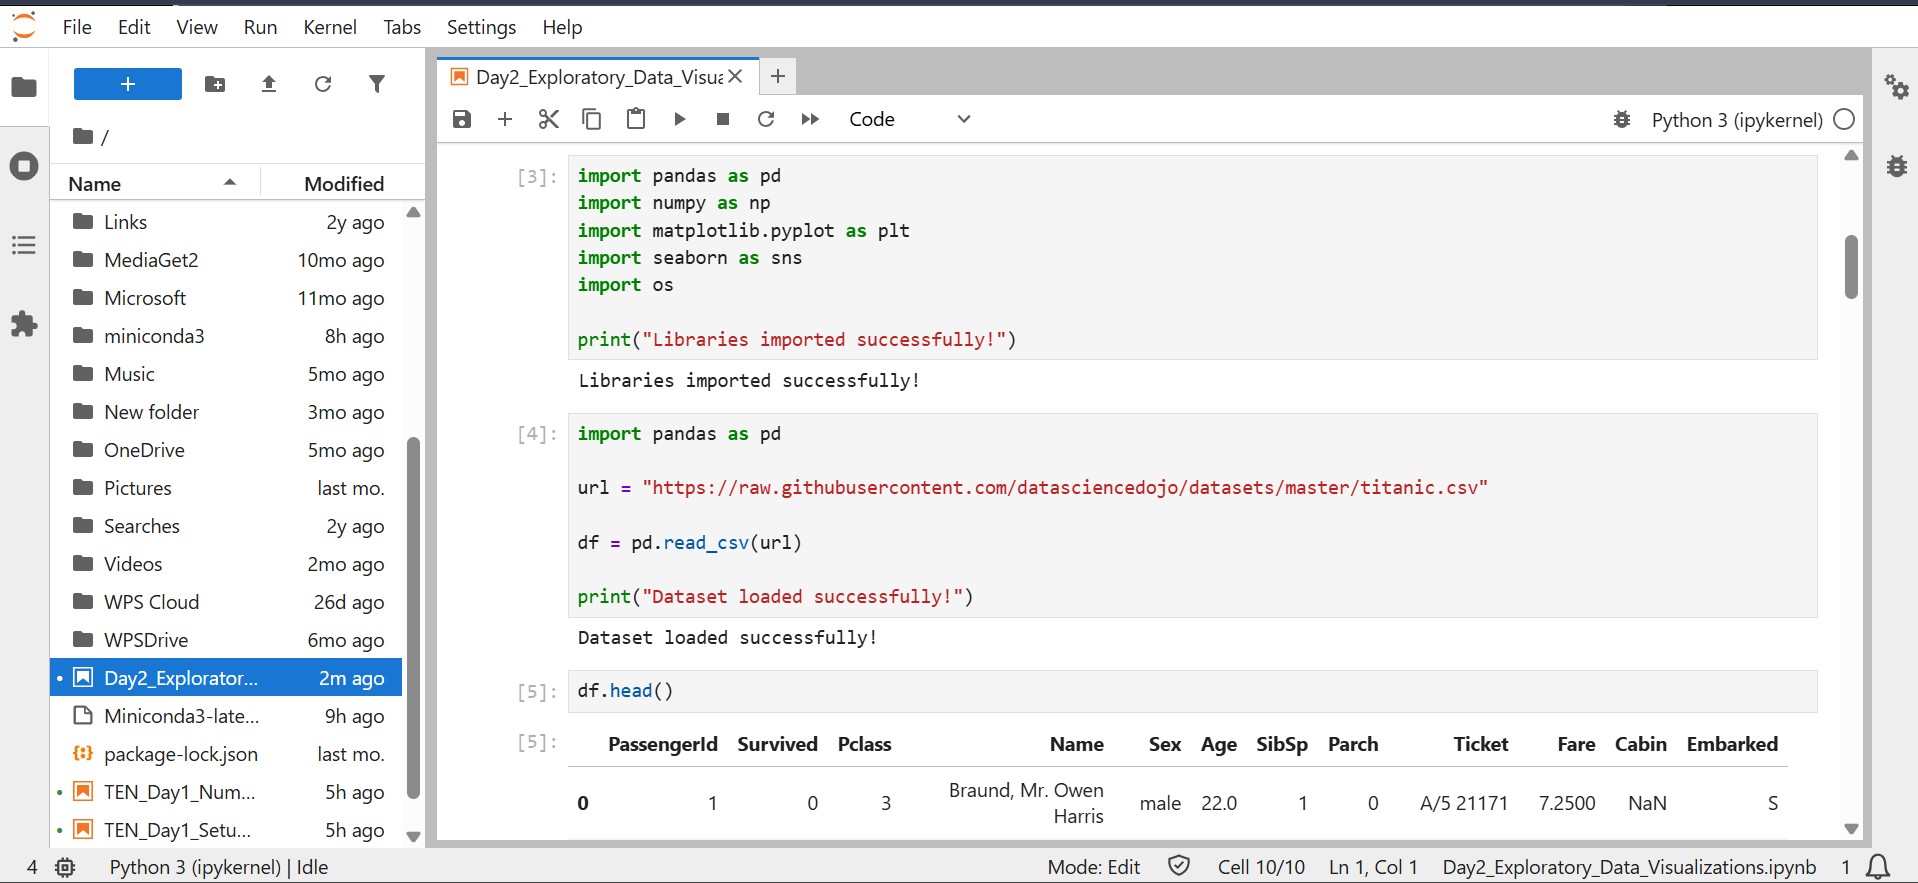 File Edit View Run Kernel Tabs Settings Help
/
Name Modified
Links 2y ago
MediaGet2 10mo ago
Microsoft 11mo ago
miniconda3 8h ago
Music 5mo ago
New folder 3mo ago
OneDrive 5mo ago
Pictures last mo.
Searches 2y ago
Videos 2mo ago
WPS Cloud 26d ago
WPSDrive 6mo ago
Day2_Explorator... 2m ago
Miniconda3-late... 9h ago
package-lock.json last mo.
TEN_Day1_Num... 5h ago
TEN_Day1_Setu... 5h ago
Day2_Exploratory_Data_Visua
Code
Python 3 (ipykernel)
[3]: import pandas as pd
import numpy as np
import matplotlib.pyplot as plt
import seaborn as sns
import os
print("Libraries imported successfully!")
Libraries imported successfully!
[4]: import pandas as pd
url = "https://raw.githubusercontent.com/datasciencedojo/datasets/master/titanic.csv"
df = pd.read_csv(url)
print("Dataset loaded successfully!")
Dataset loaded successfully!
[5]: df.head()
[5]: PassengerId Survived Pclass Name Sex Age SibSp Parch Ticket Fare Cabin Embarked
0 1 0 3 Braund, Mr. Owen Harris male 22.0 1 0 A/5 21171 7.2500 NaN S
4 Python 3 (ipykernel) | Idle Mode: Edit Cell 10/10 Ln 1, Col 1 Day2_Exploratory_Data_Visualizations.ipynb 1